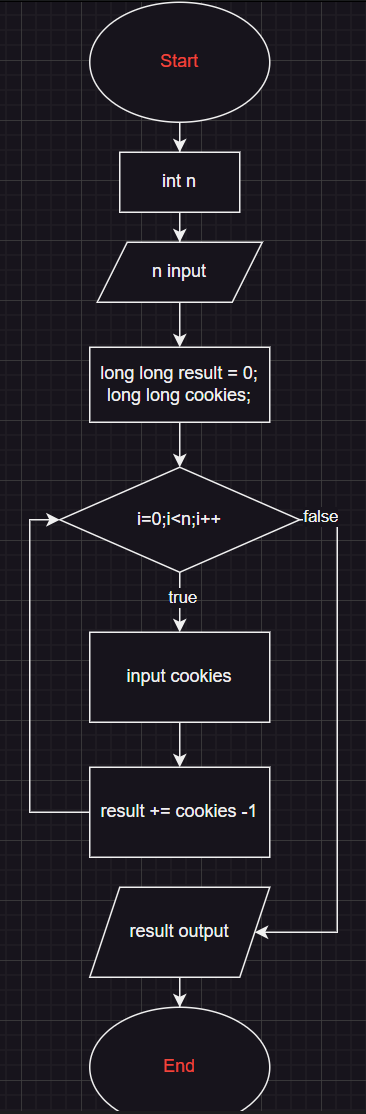 Start
int n
n input
long long result = 0;
long long cookies;
i=0;i<n;i++
false
true
input cookies
result += cookies -1
result output
End